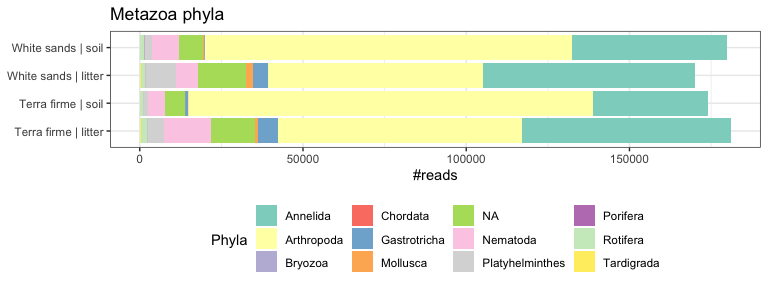 Metazoa phyla
White sands | soil
White sands | litter
Terra firme | soil
Terra firme | litter
0 50000 100000 150000
#reads
Phyla
Annelida Chordata NA Porifera
Arthropoda Gastrotricha Nematoda Rotifera
Bryozoa Mollusca Platyhelminthes Tardigrada